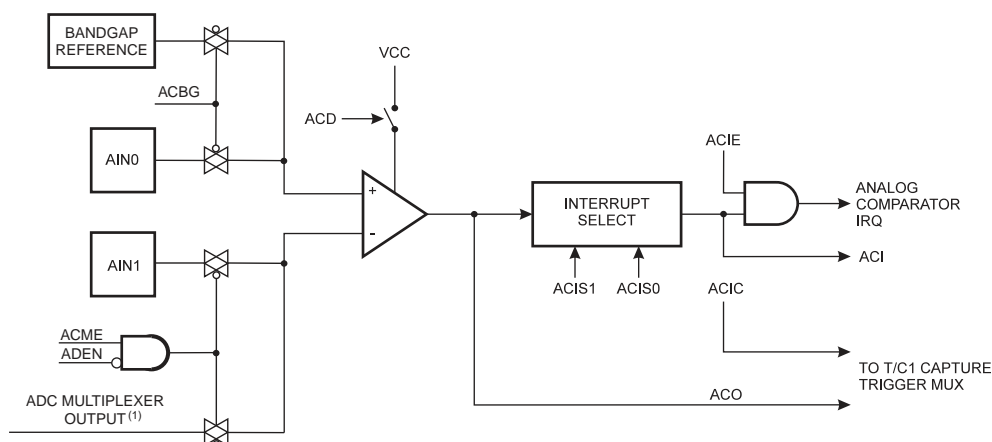 BANDGAP
REFERENCE
VCC
ACBG
ACD
AIN0
ACIE
+
-
INTERRUPT
SELECT
ANALOG
COMPARATOR
IRQ
AIN1
ACI
ACIS1
ACIS0
ACIC
ACME
ADEN
TO T/C1 CAPTURE
TRIGGER MUX
ADC MULTIPLEXER
OUTPUT(1)
ACO